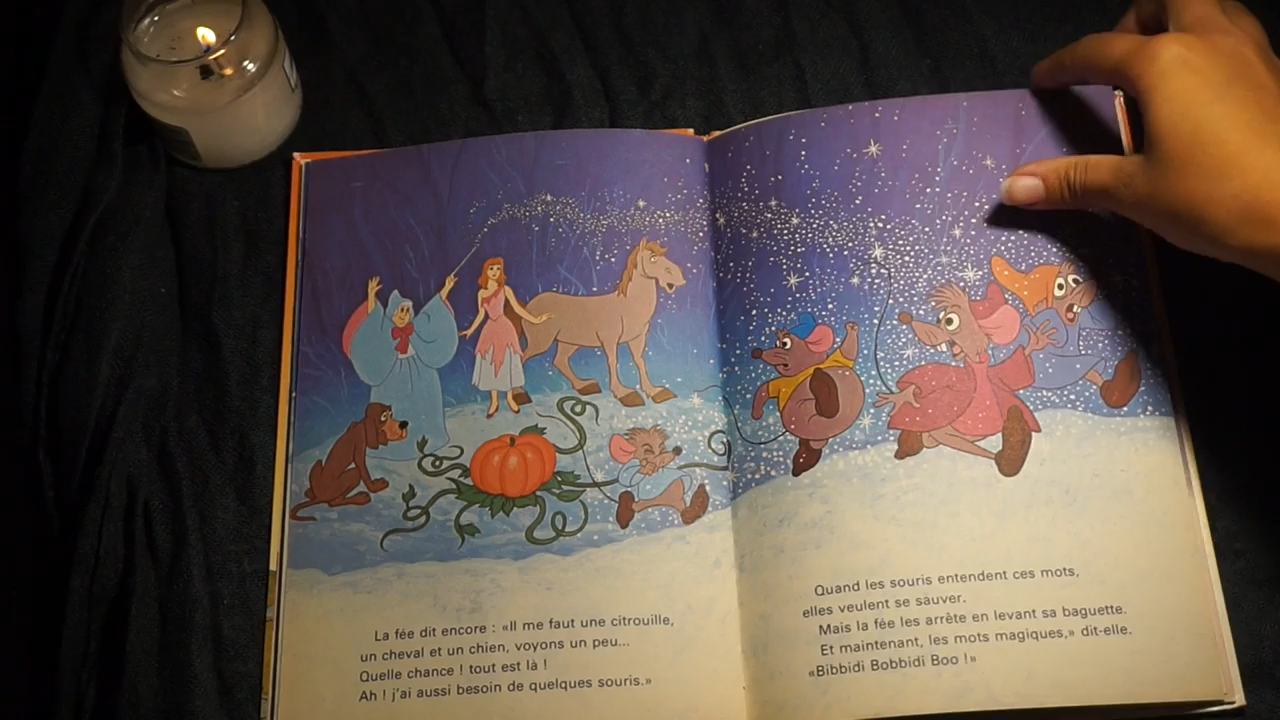 La fée dit encore : «Il me faut une citrouille,
un cheval et un chien, voyons un peu...
Quelle chance ! tout est là !
Ah ! j'ai aussi besoin de quelques souris.»
Quand les souris entendent ces mots,
elles veulent se sauver.
Mais la fée les arrête en levant sa baguette.
Et maintenant, les mots magiques,» dit-elle.
«Bibbidi Bobbidi Boo !»